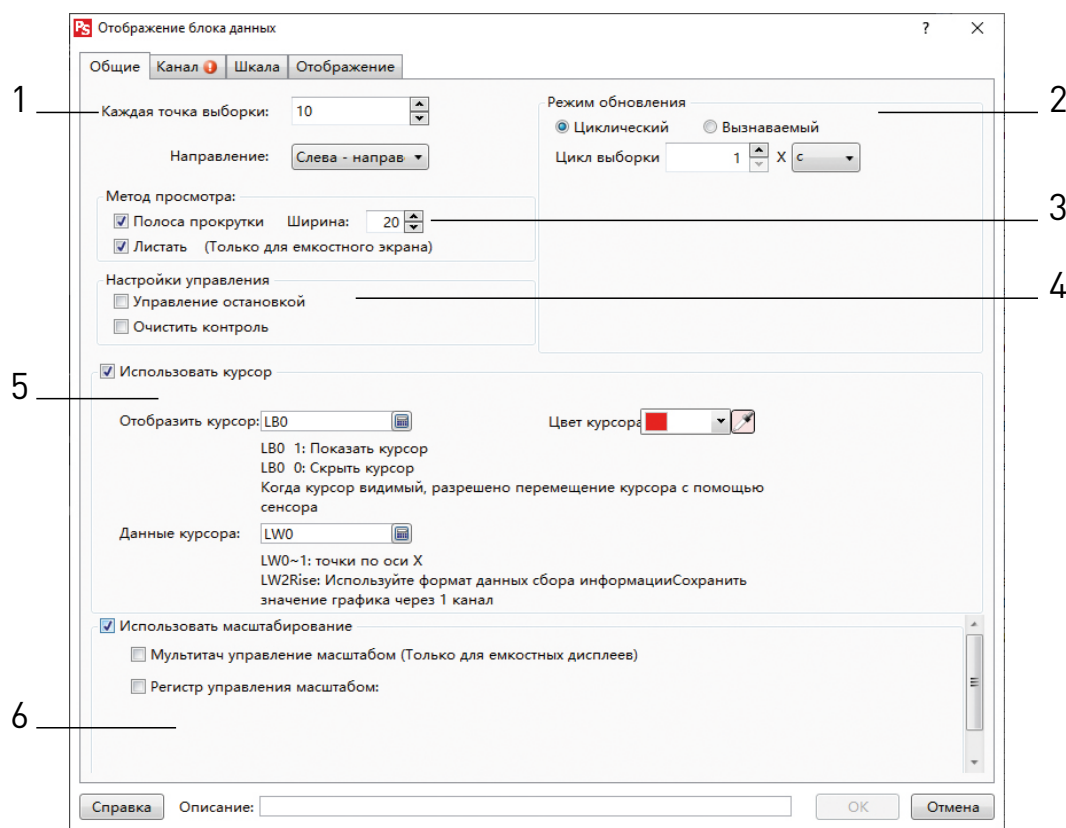 PS Отображение блока данных ?
Общие Канал Шкала Отображение
1
Каждая точка выборки: 10
Направление: Слева - направ
Режим обновления
2
Циклический Вызнаваемый
Цикл выборки 1 X с
Метод просмотра:
Полоса прокрутки Ширина: 20
3
Листать (Только для емкостного экрана)
Настройки управления
Управление остановкой
4
Очистить контроль
Использовать курсор
5
Отобразить курсор: LB0 Цвет курсора
LB0 1: Показать курсор
LB0 0: Скрыть курсор
Когда курсор видимый, разрешено перемещение курсора с помощью
сенсора
Данные курсора: LW0
LW0~1: точки по оси X
LW2Rise: Используйте формат данных сбора информацииСохранить
значение графика через 1 канал
Использовать масштабирование
Мультитач управление масштабом (Только для емкостных дисплеев)
Регистр управления масштабом:
6
Справка Описание: OK Отмена